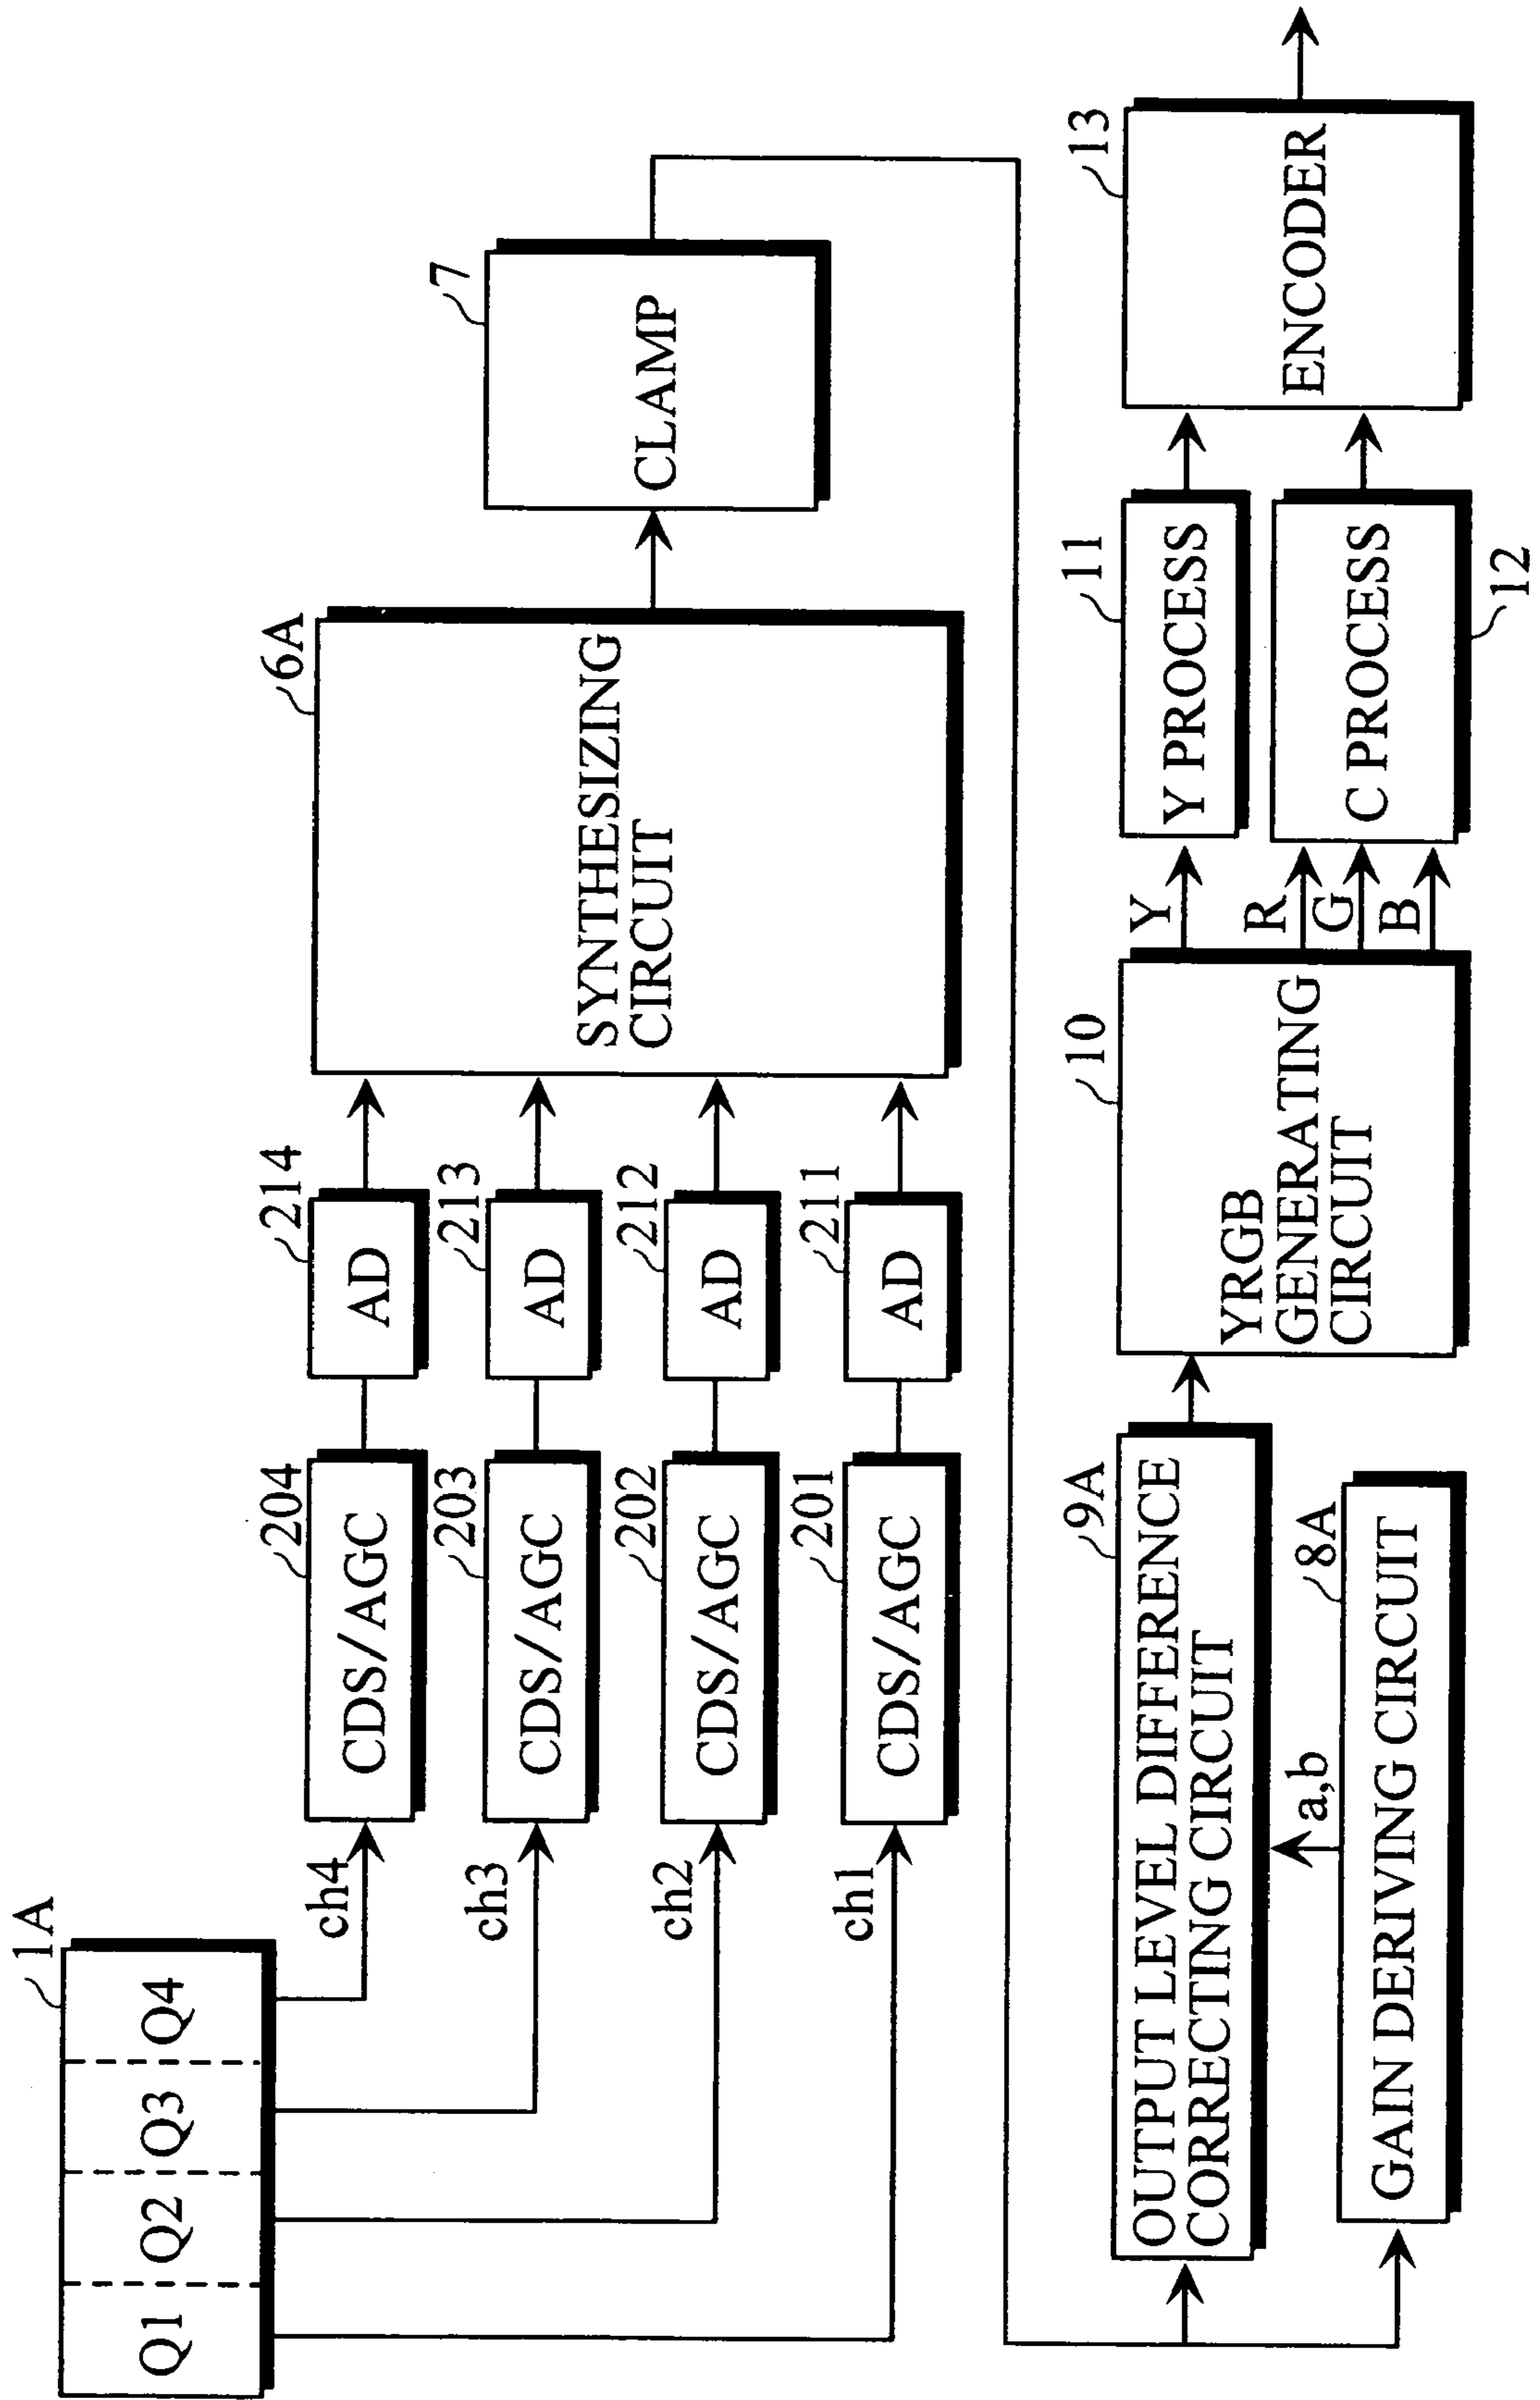 1A
Q1
Q2
Q3
Q4
ch4
ch3
ch2
ch1
204
CDS/AGC
203
CDS/AGC
202
CDS/AGC
201
CDS/AGC
214
AD
213
AD
212
AD
211
AD
6A
SYNTHESIZING
CIRCUIT
7
CLAMP
9A
OUTPUT LEVEL DIFFERENCE
CORRECTING CIRCUIT
a,b
8A
GAIN DERIVING CIRCUIT
10
YRGB
GENERATING
CIRCUIT
Y
R
G
B
11
Y PROCESS
C PROCESS
12
13
ENCODER